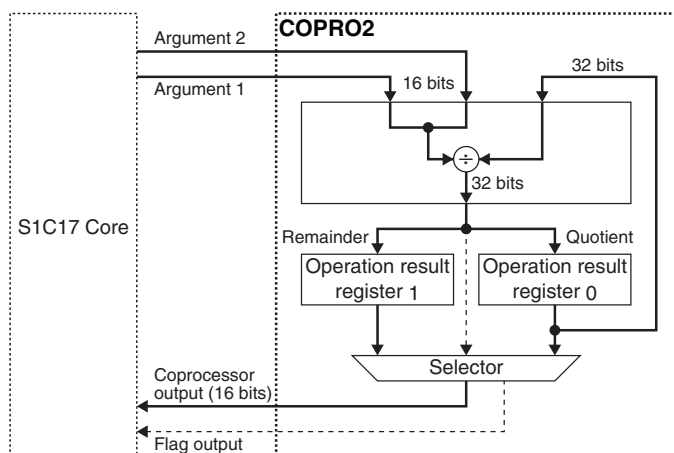 COPRO2
Argument 2
32 bits
16 bits
Argument 1
÷
32 bits
S1C17 Core
Remainder
Quotient
Operation result
register 1
Operation result
register 0
Selector
Coprocessor
output (16 bits)
Flag output